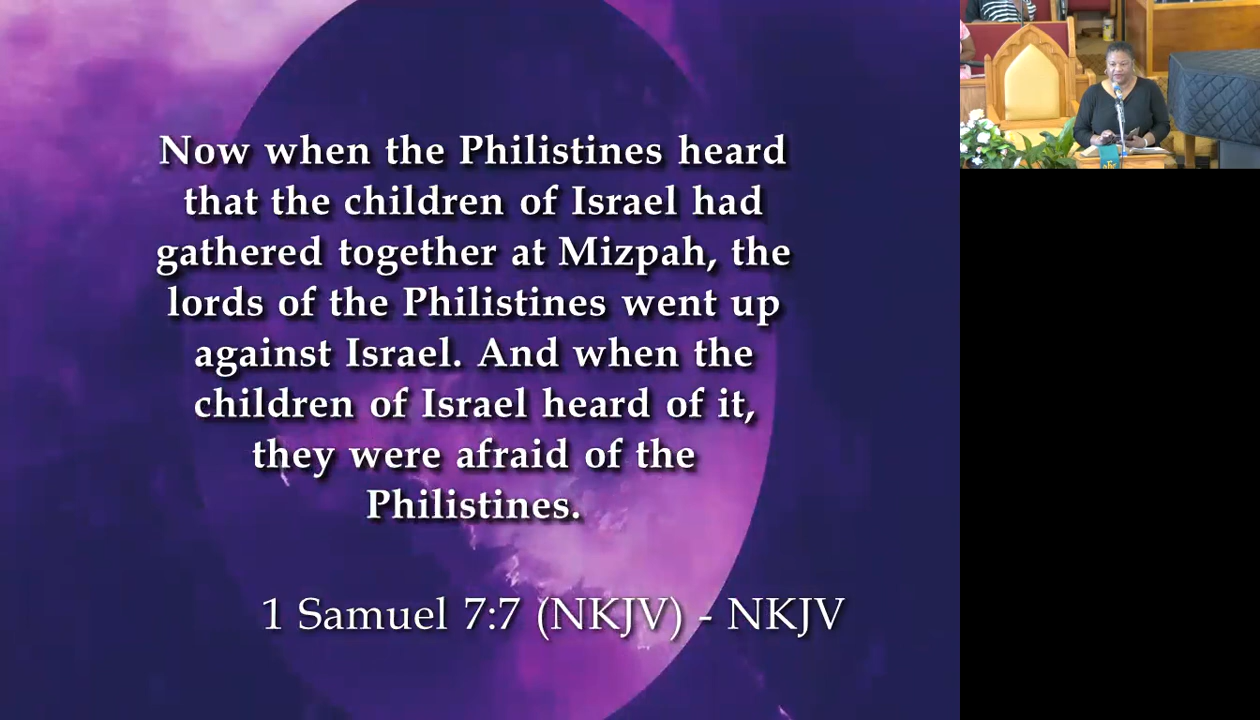 Now when the Philistines heard
that the children of Israel had
gathered together at Mizpah, the
lords of the Philistines went up
against Israel. And when the
children of Israel heard of it,
they were afraid of the
Philistines.
1 Samuel 7:7 (NKJV) - NKJV